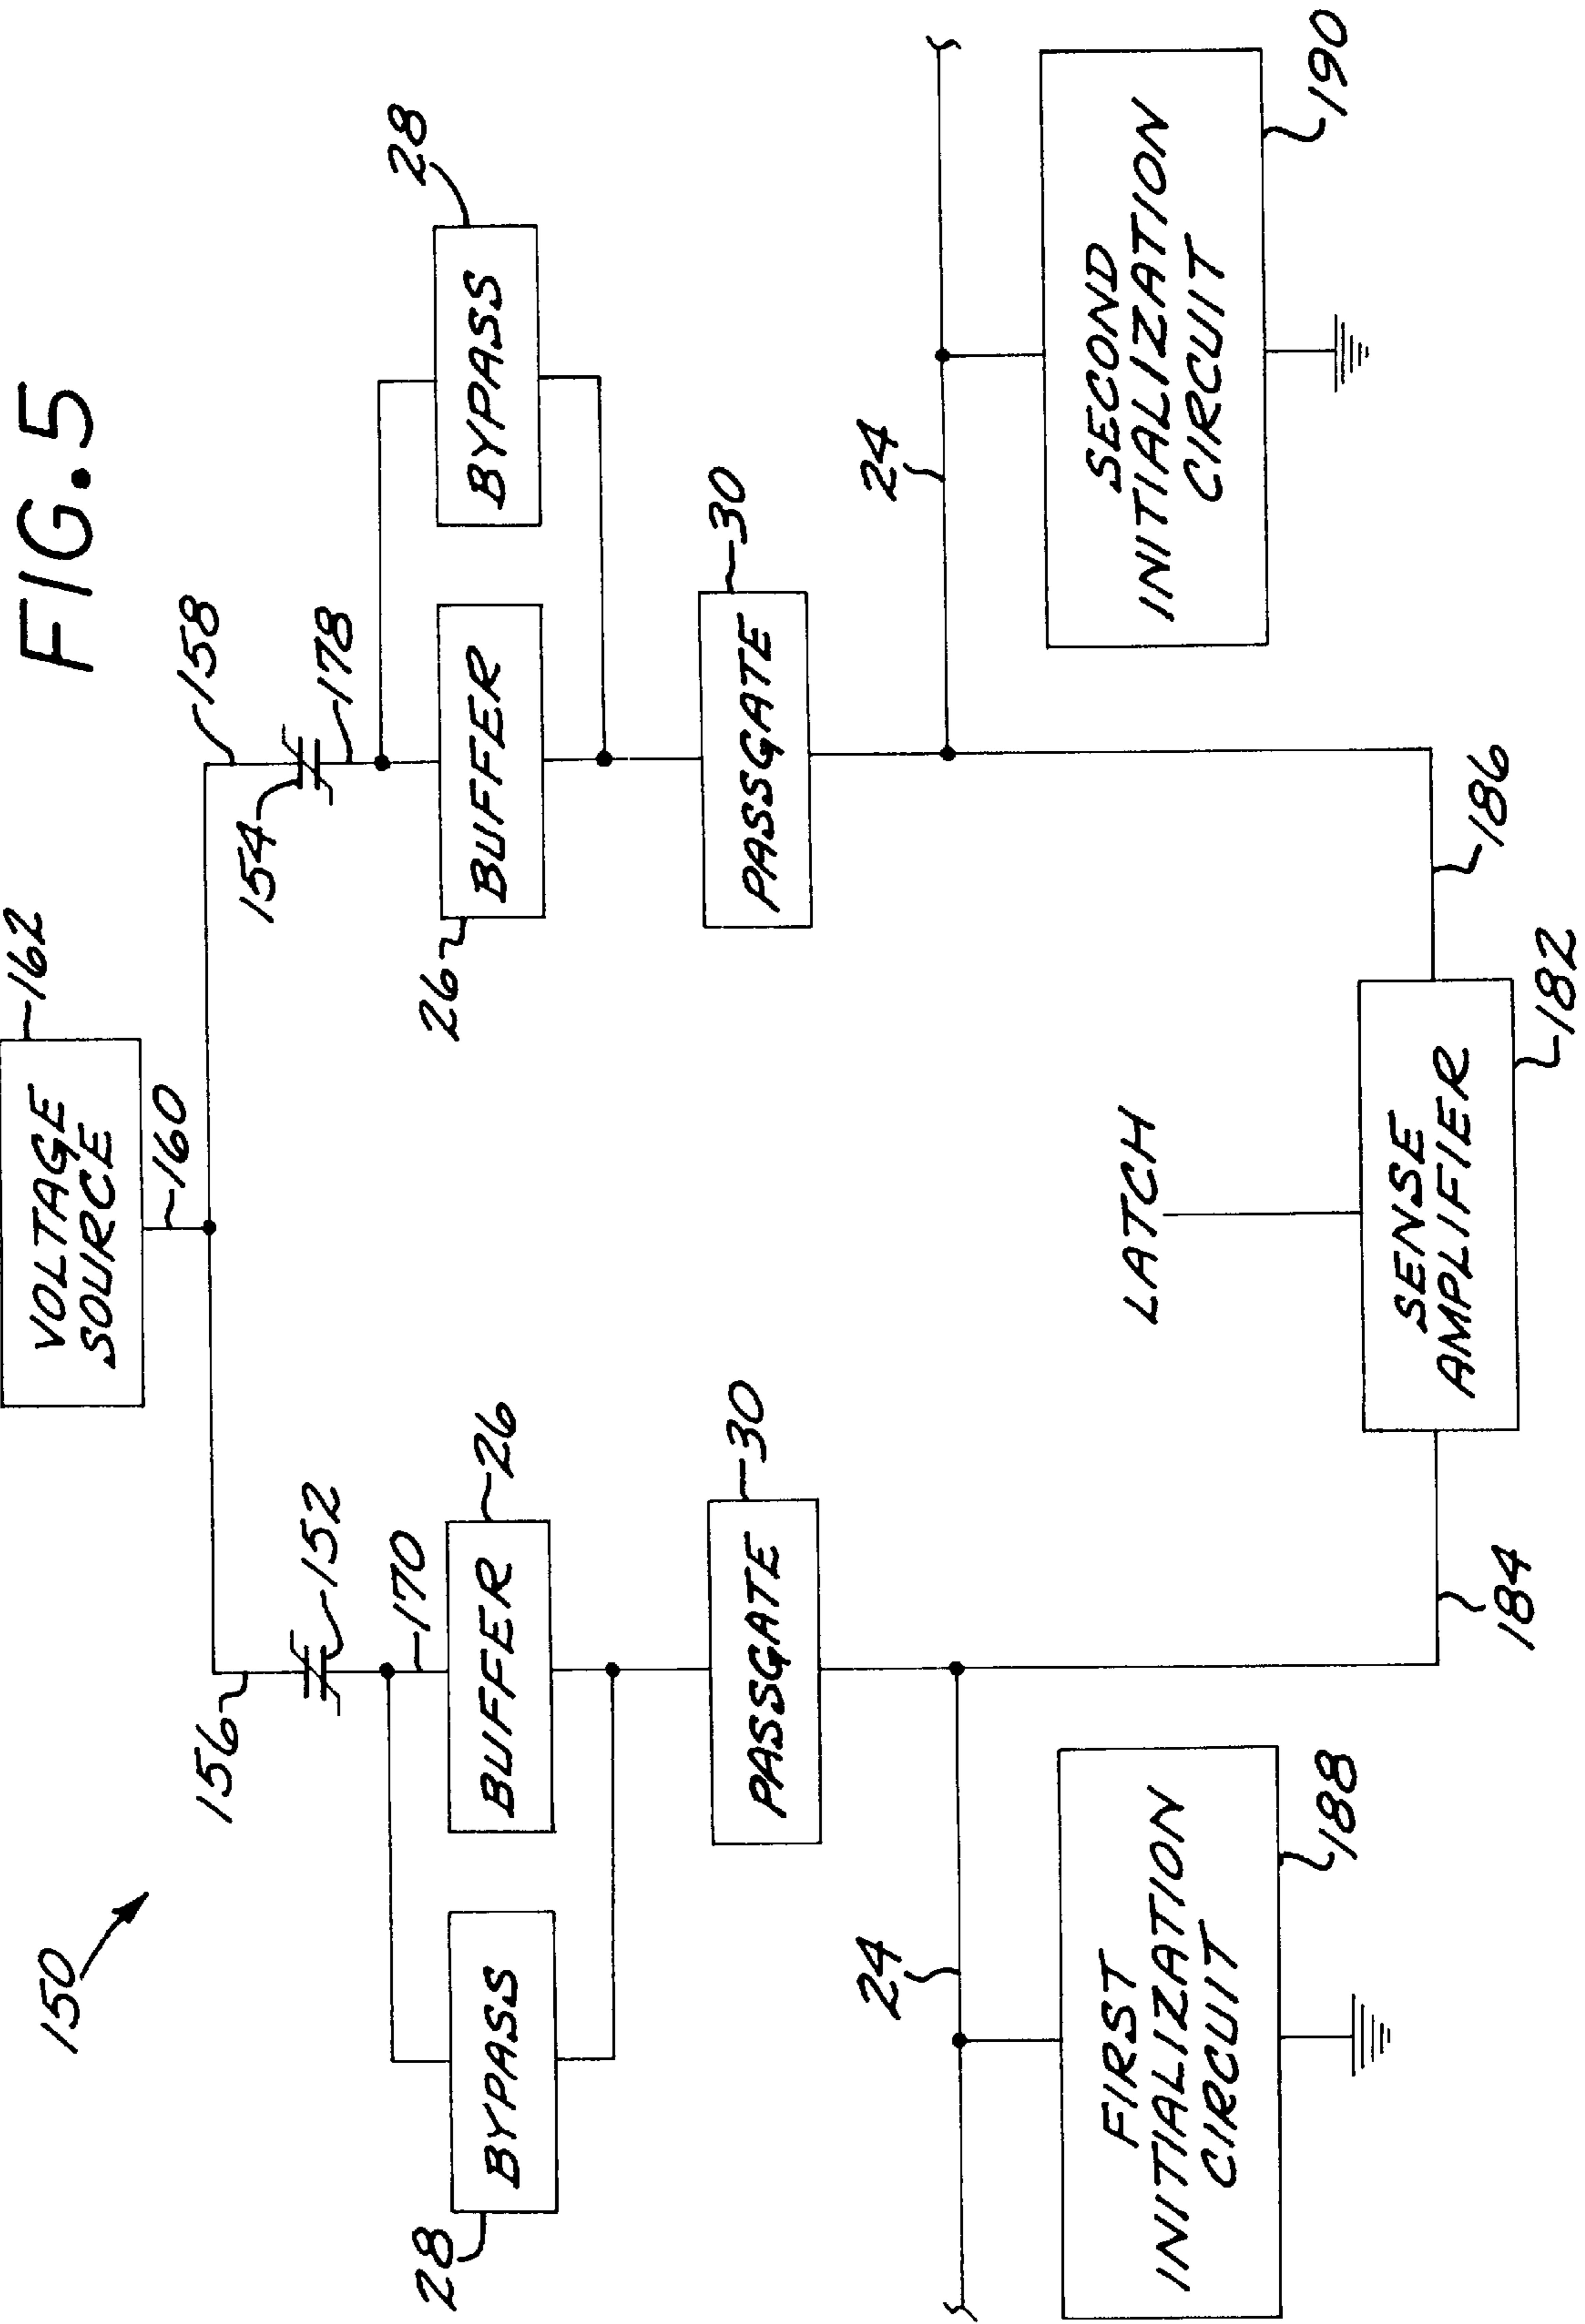 FIG.5
150
VOLTAGE
SOURCE
162
160
156
152
170
158
154
178
28
BYPASS
BUFFER
26
26
BUFFER
BYPASS
28
PASSGATE
30
PASSGATE
30
24
24
FIRST
INITIALIZATION
CIRCUIT
188
LATCH
SECOND
INITIALIZATION
CIRCUIT
190
184
SENSE
AMPLIFIER
182
186